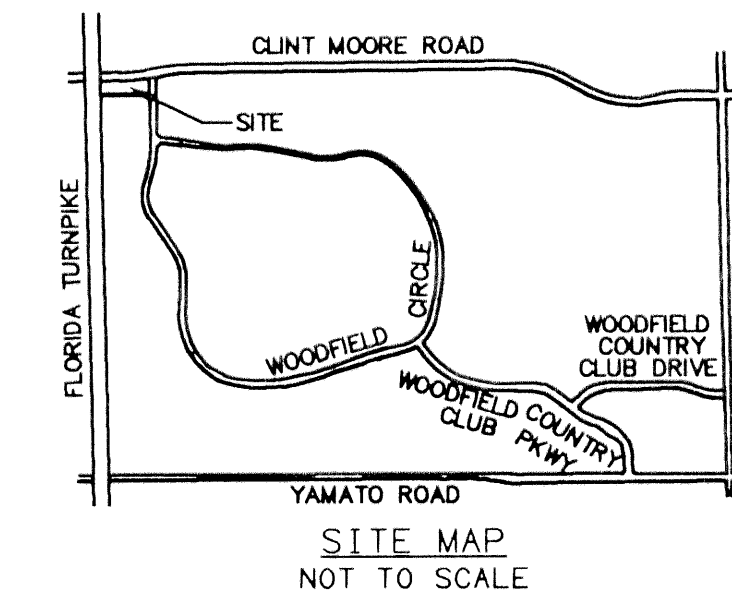 CLINT MOORE ROAD
SITE
FLORIDA TURNPIKE
CIRCLE
WOODFIELD
WOODFIELD
COUNTRY
CLUB DRIVE
WOODFIELD COUNTRY
CLUB PKWY
YAMATO ROAD
SITE MAP
NOT TO SCALE